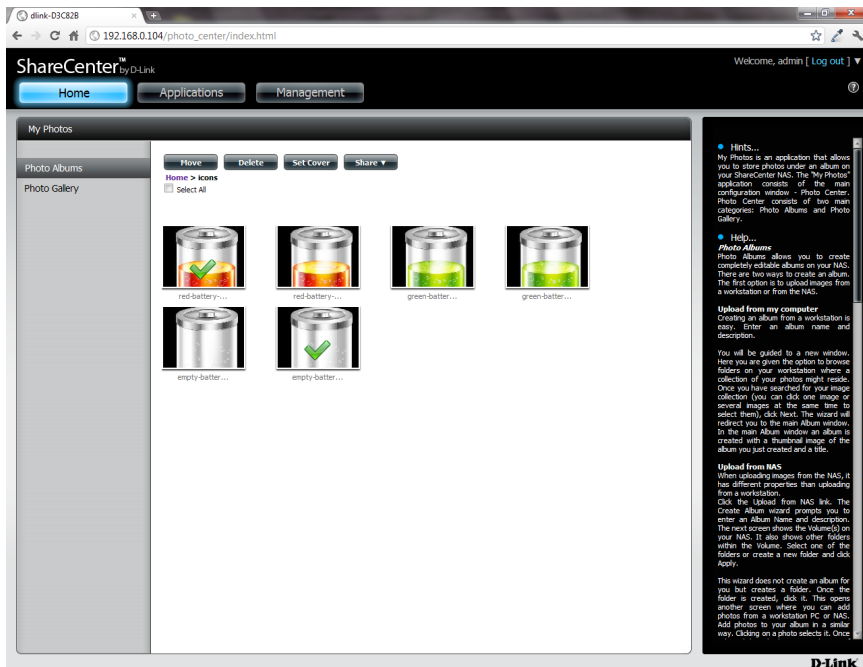 dlink-D3C82B
192.168.0.104/photo_center/index.html
ShareCenter™ by D-Link
Welcome, admin [ Log out ] ▼
Home
Applications
Management
My Photos
Photo Albums
Photo Gallery
Move
Delete
Set Cover
Share ▼
Home > icons
Select All
red-battery-...
red-battery-...
green-batter...
green-batter...
empty-batter...
empty-batter...
Hints...
My Photos is an application that allows
you to store photos under an album on
your ShareCenter NAS. The "My Photos"
application consists of the main
configuration window - Photo Center.
Photo Center consists of two main
categories: Photo Albums and Photo
Gallery.
Help...
Photo Albums
Photo Albums allows you to create
completely editable albums on your NAS.
There are two ways to create an album.
The first option is to upload images from
a workstation or from the NAS.
Upload from my computer
Creating an album from a workstation is
easy. Enter an album name and
description.
You will be guided to a new window.
Here you are given the option to browse
folders on your workstation where a
collection of your photos might reside.
Once you have searched for your image
collection (you can click one image or
several images at the same time to
select them), click Next. The wizard will
redirect you to the main Album window.
In the main Album window an album is
created with a thumbnail image of the
album you just created and a title.
Upload from NAS
When uploading images from the NAS, it
has different properties than uploading
from a workstation.
Click the Upload from NAS link. The
Create Album wizard prompts you to
enter an Album Name and description.
The next screen shows the Volume(s) on
your NAS. It also shows other folders
within the Volume. Select one of the
folders or create a new folder and click
Apply.
This wizard does not create an album for
you but creates a folder. Once the
folder is created, click it. This opens
another screen where you can add
photos from a workstation PC or NAS.
Add photos to your album in a similar
way. Clicking on a photo selects it. Once
D-Link